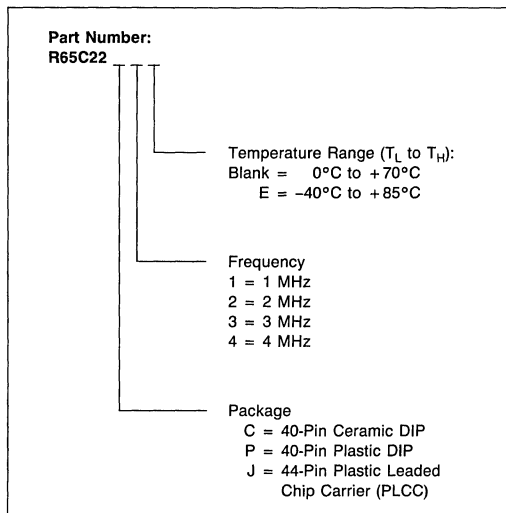 Part Number:
R65C22 _ _ _
Temperature Range (TL to TH):
Blank = 0°C to +70°C
E = –40°C to +85°C
Frequency
1 = 1 MHz
2 = 2 MHz
3 = 3 MHz
4 = 4 MHz
Package
C = 40-Pin Ceramic DIP
P = 40-Pin Plastic DIP
J = 44-Pin Plastic Leaded
Chip Carrier (PLCC)